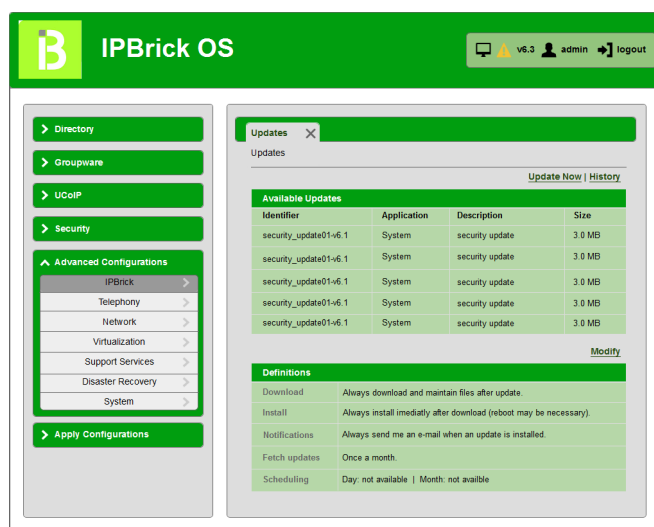 IPBrick OS
v6.3 admin logout
Directory
Groupware
UCoIP
Security
Advanced Configurations
IPBrick
Telephony
Network
Virtualization
Support Services
Disaster Recovery
System
Apply Configurations
Updates
Updates
Update Now | History
Available Updates
Identifier Application Description Size
security_update01-v6.1 System security update 3.0 MB
security_update01-v6.1 System security update 3.0 MB
security_update01-v6.1 System security update 3.0 MB
security_update01-v6.1 System security update 3.0 MB
security_update01-v6.1 System security update 3.0 MB
Modify
Definitions
Download Always download and maintain files after update.
Install Always install imediatly after download (reboot may be necessary).
Notifications Always send me an e-mail when an update is installed.
Fetch updates Once a month.
Scheduling Day: not available | Month: not availble